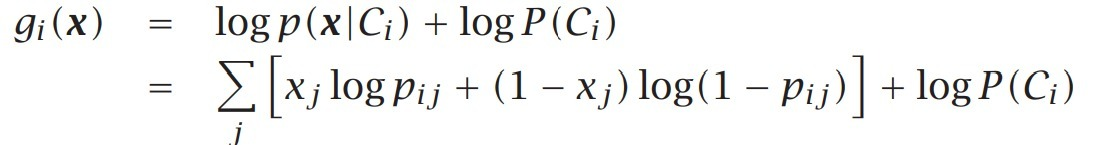 gᵢ(𝒙) = log p(𝒙|Cᵢ) + log P(Cᵢ)
= ∑ⱼ [xⱼ log pᵢⱼ + (1 − xⱼ) log(1 − pᵢⱼ)] + log P(Cᵢ)